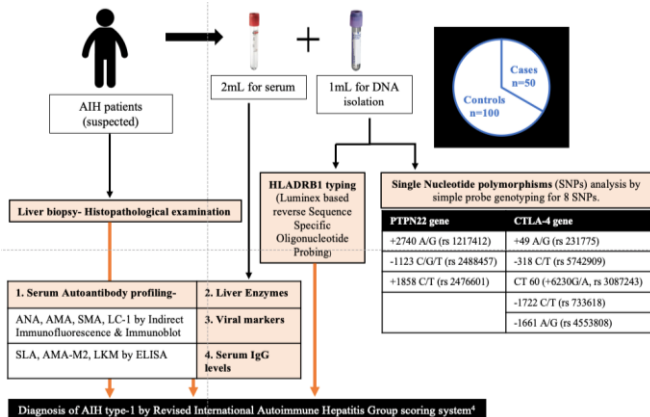 AIH patients
(suspected)
2mL for serum
1mL for DNA
isolation
Cases
n=50
Controls
n=100
Liver biopsy- Histopathological examination
HLADRB1 typing
(Luminex based
reverse Sequence
Specific
Oligonucleotide
Probing)
Single Nucleotide polymorphisms (SNPs) analysis by
simple probe genotyping for 8 SNPs.
PTPN22 gene
CTLA-4 gene
+2740 A/G (rs 1217412)
+49 A/G (rs 231775)
-1123 C/G/T (rs 2488457)
-318 C/T (rs 5742909)
+1858 C/T (rs 2476601)
CT 60 (+6230G/A, rs 3087243)
-1722 C/T (rs 733618)
-1661 A/G (rs 4553808)
1. Serum Autoantibody profiling-
2. Liver Enzymes
ANA, AMA, SMA, LC-1 by Indirect
Immunofluorescence & Immunoblot
3. Viral markers
SLA, AMA-M2, LKM by ELISA
4. Serum IgG
levels
Diagnosis of AIH type-1 by Revised International Autoimmune Hepatitis Group scoring system⁴